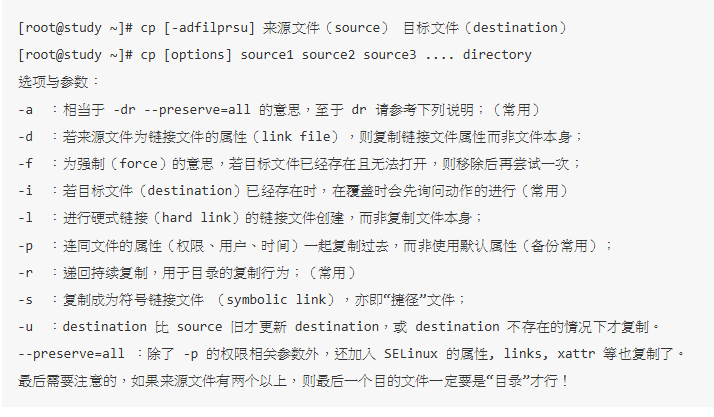 [root@study ~]# cp [-adfilprsu] 来源文件（source） 目标文件（destination）
[root@study ~]# cp [options] source1 source2 source3 .... directory
选项与参数：
-a ：相当于 -dr --preserve=all 的意思，至于 dr 请参考下列说明；（常用）
-d ：若来源文件为链接文件的属性（link file），则复制链接文件属性而非文件本身；
-f ：为强制（force）的意思，若目标文件已经存在且无法打开，则移除后再尝试一次；
-i ：若目标文件（destination）已经存在时，在覆盖时会先询问动作的进行（常用）
-l ：进行硬式链接（hard link）的链接文件创建，而非复制文件本身；
-p ：连同文件的属性（权限、用户、时间）一起复制过去，而非使用默认属性（备份常用）；
-r ：递回持续复制，用于目录的复制行为；（常用）
-s ：复制成为符号链接文件 （symbolic link），亦即“捷径”文件；
-u ：destination 比 source 旧才更新 destination，或 destination 不存在的情况下才复制。
--preserve=all ：除了 -p 的权限相关参数外，还加入 SELinux 的属性, links, xattr 等也复制了。
最后需要注意的，如果来源文件有两个以上，则最后一个目的文件一定要是“目录”才行！